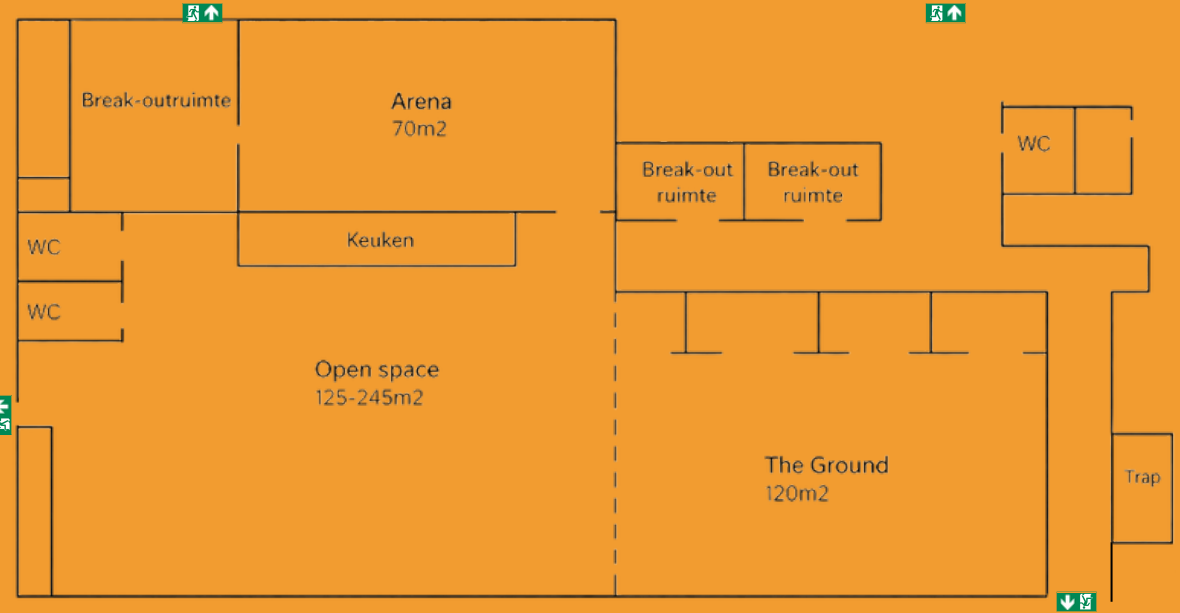 Break-outruimte
Arena
70m2
Break-out
ruimte
Break-out
ruimte
WC
Keuken
WC
WC
Open space
125-245m2
The Ground
120m2
Trap